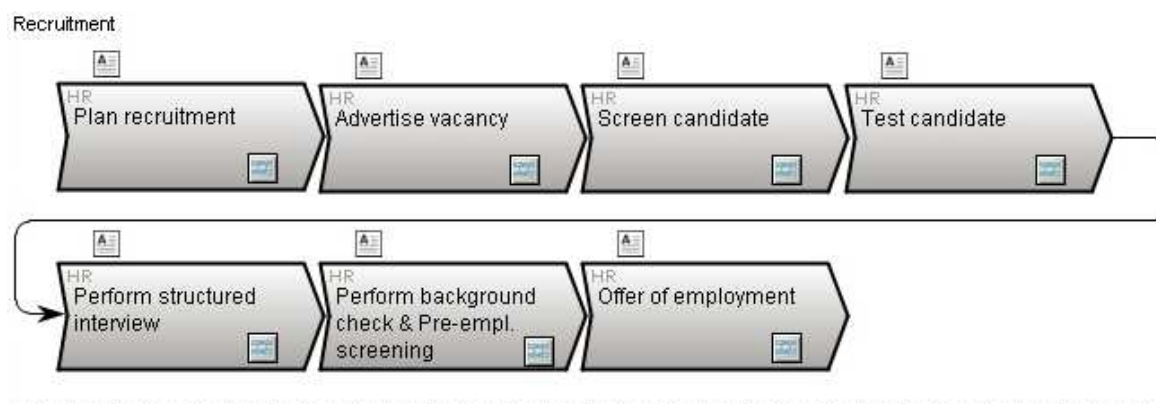 Recruitment
HR
Plan recruitment
HR
Advertise vacancy
HR
Screen candidate
HR
Test candidate
HR
Perform structured
interview
HR
Perform background
check & Pre-empl.
screening
HR
Offer of employment